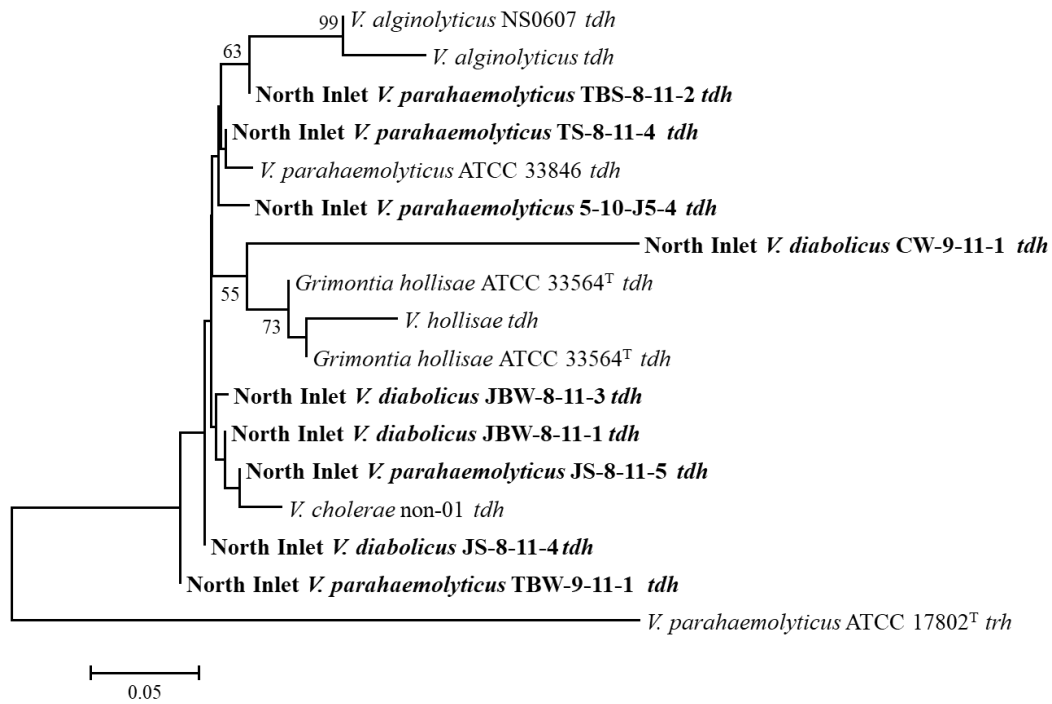 99
V. alginolyticus NS0607 tdh
63
V. alginolyticus tdh
North Inlet V. parahaemolyticus TBS-8-11-2 tdh
North Inlet V. parahaemolyticus TS-8-11-4 tdh
V. parahaemolyticus ATCC 33846 tdh
North Inlet V. parahaemolyticus 5-10-J5-4 tdh
North Inlet V. diabolicus CW-9-11-1 tdh
Grimontia hollisae ATCC 33564ᵀ tdh
55
V. hollisae tdh
73
Grimontia hollisae ATCC 33564ᵀ tdh
North Inlet V. diabolicus JBW-8-11-3 tdh
North Inlet V. diabolicus JBW-8-11-1 tdh
North Inlet V. parahaemolyticus JS-8-11-5 tdh
V. cholerae non-01 tdh
North Inlet V. diabolicus JS-8-11-4 tdh
North Inlet V. parahaemolyticus TBW-9-11-1 tdh
V. parahaemolyticus ATCC 17802ᵀ trh
0.05